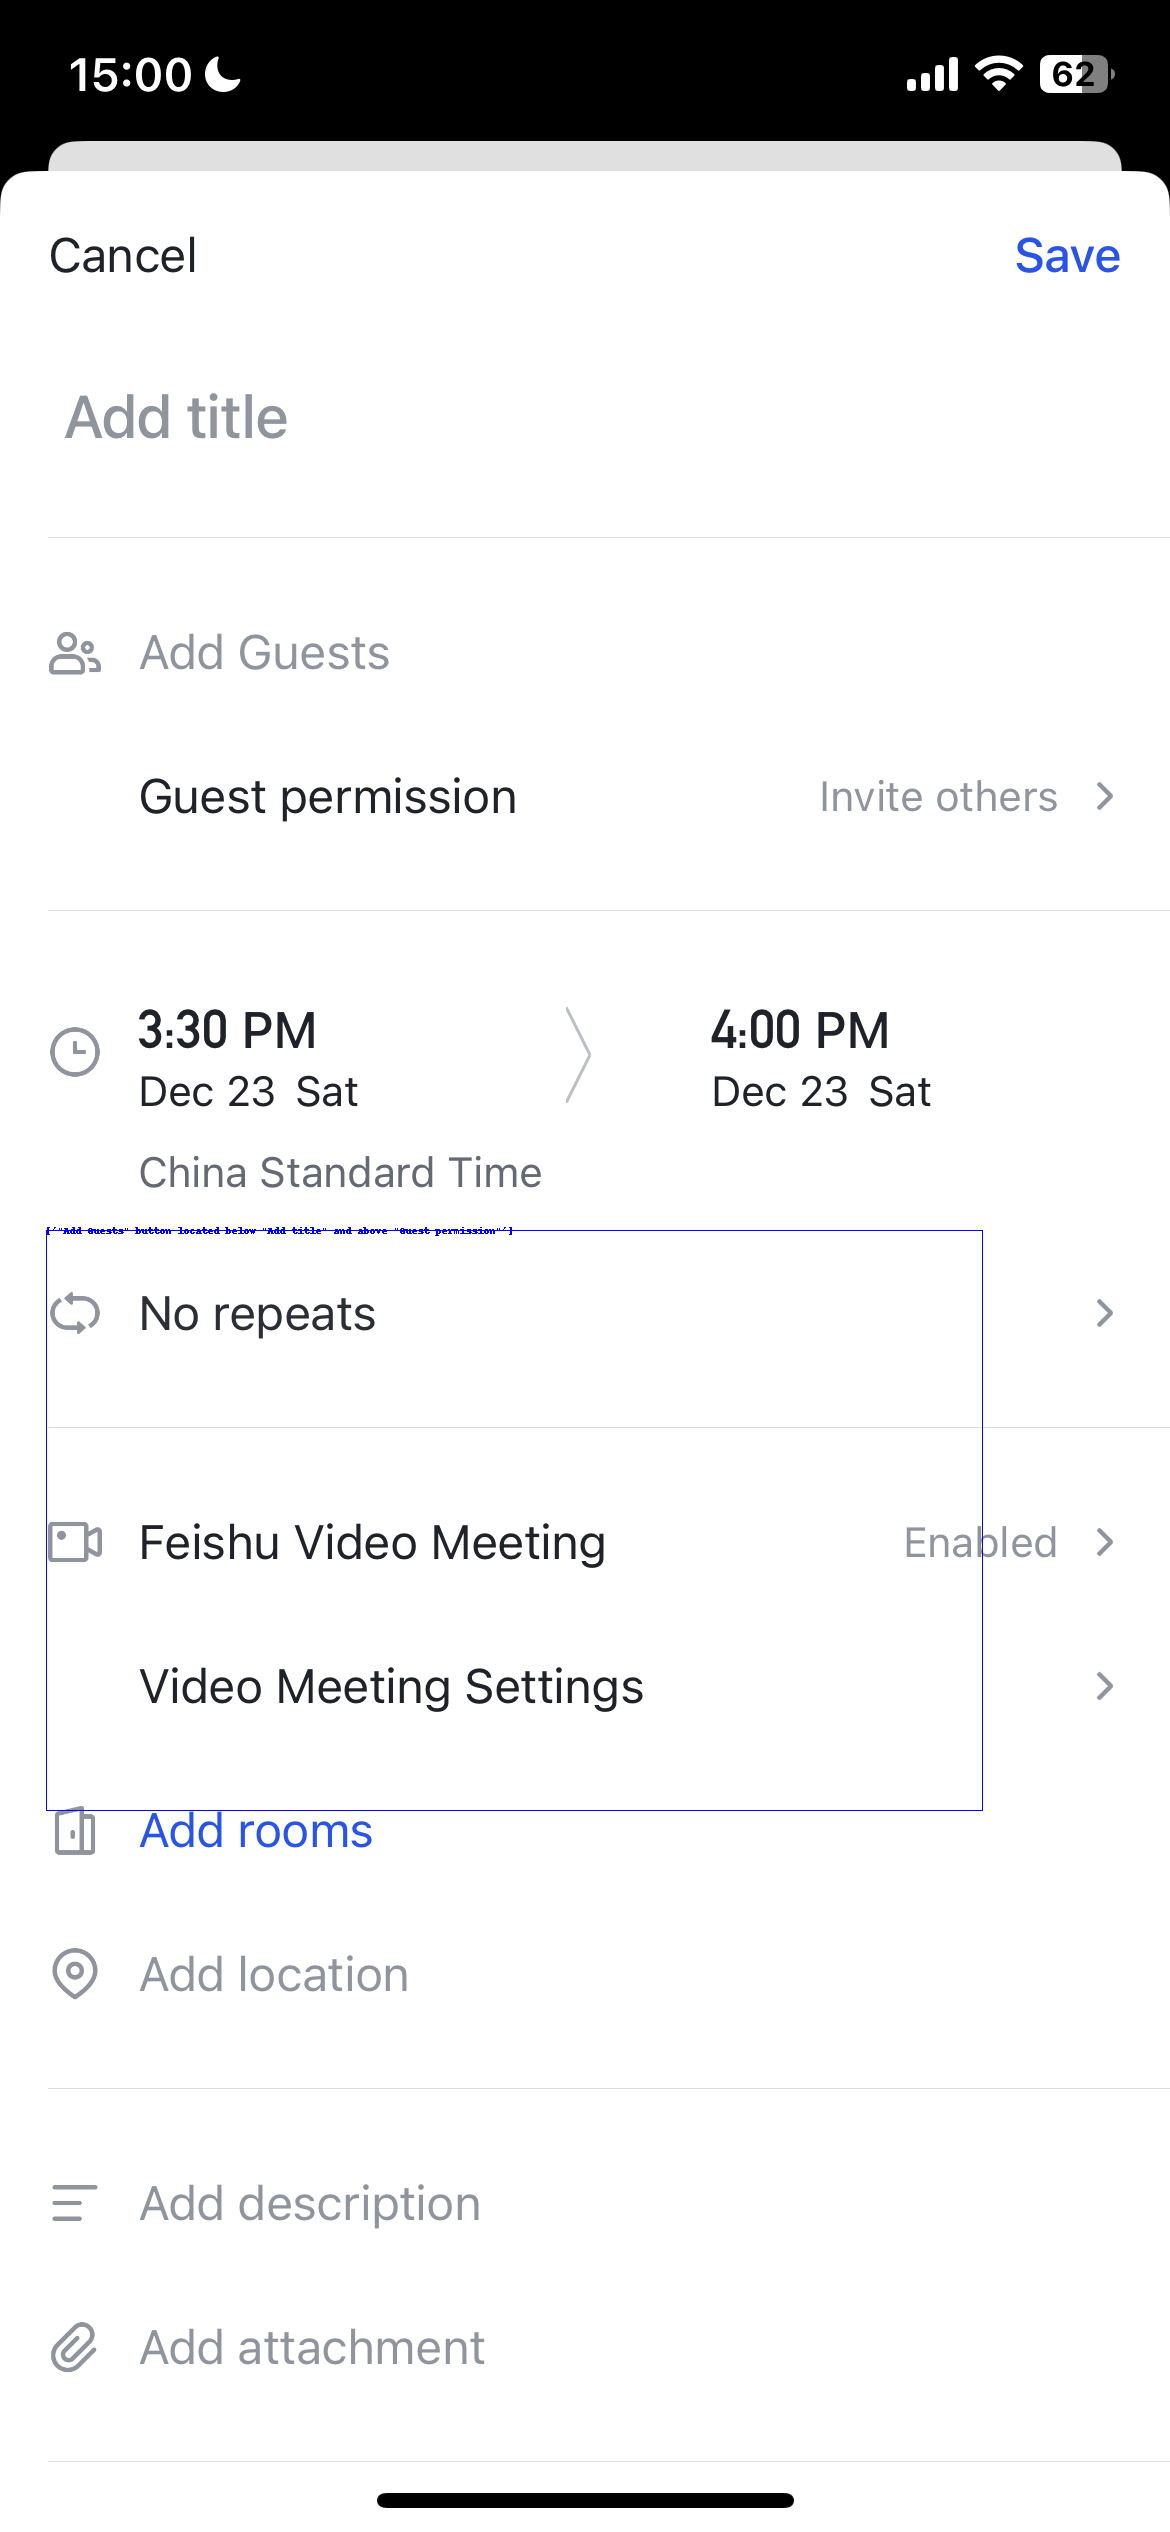 15:00
62
Cancel
Save
Add title
Add Guests
Guest permission
Invite others
3:30 PM
4:00 PM
Dec 23 Sat
Dec 23 Sat
China Standard Time
['"Add Guests" button located below "Add title" and above "Guest permission"']
No repeats
Feishu Video Meeting
Enabled
Video Meeting Settings
Add rooms
Add location
Add description
Add attachment